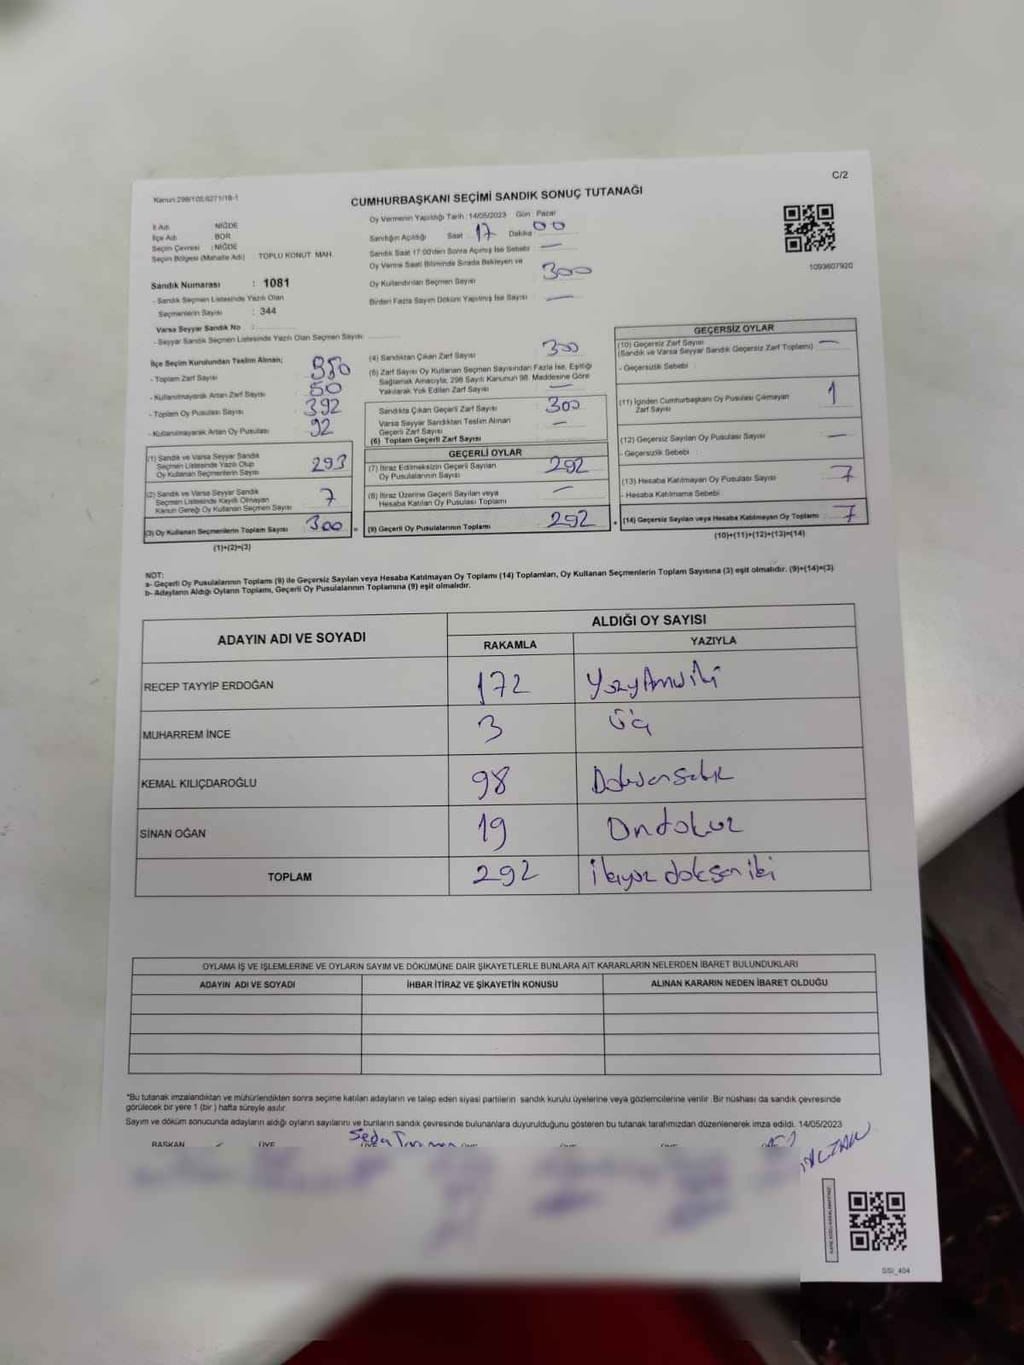 C/2
Kanun 298/105,6271/18-1
CUMHURBAŞKANI SEÇİMİ SANDIK SONUÇ TUTANAĞI
İl Adı : NİĞDE
İlçe Adı : BOR
Seçim Çevresi : NİĞDE
Seçim Bölgesi (Mahalle Adı) : TOPLU KONUT MAH.
Sandık Numarası : 1081
- Sandık Seçmen Listesinde Yazılı Olan
Seçmenlerin Sayısı : 344
Varsa Seyyar Sandık No :
- Seyyar Sandık Seçmen Listesinde Yazılı Olan Seçmen Sayısı
Oy Vermenin Yapıldığı Tarih : 14/05/2023 Gün : Pazar
Sandığın Açıldığı Saat 17 Dakika 00
Sandık Saat 17:00'den Sonra Açılmış İse Sebebi —
Oy Verme Saati Bitiminde Sırada Bekleyen ve
Oy Kullandırılan Seçmen Sayısı 300
Birden Fazla Sayım Dökümü Yapılmış İse Sayısı —
1093607920
İlçe Seçim Kurulundan Teslim Alınan;
- Toplam Zarf Sayısı 350
- Kullanılmayarak Artan Zarf Sayısı 50
- Toplam Oy Pusulası Sayısı 392
- Kullanılmayarak Artan Oy Pusulası 92
(1) Sandık ve Varsa Seyyar Sandık
Seçmen Listesinde Yazılı Olup
Oy Kullanan Seçmenlerin Sayısı 293
(2) Sandık ve Varsa Seyyar Sandık
Seçmen Listesinde Kayıtlı Olmayan
Kanun Gereği Oy Kullanan Seçmen Sayısı 7
(3) Oy Kullanan Seçmenlerin Toplam Sayısı 300
(1)+(2)=(3)
(4) Sandıktan Çıkan Zarf Sayısı 300
(5) Zarf Sayısı Oy Kullanan Seçmen Sayısından Fazla İse, Eşitliği
Sağlamak Amacıyla, 298 Sayılı Kanunun 98. Maddesine Göre
Yakılarak Yok Edilen Zarf Sayısı —
Sandıkta Çıkan Geçerli Zarf Sayısı 300
Varsa Seyyar Sandıktan Teslim Alınan
Geçerli Zarf Sayısı —
(6) Toplam Geçerli Zarf Sayısı
GEÇERLİ OYLAR
(7) İtiraz Edilmeksizin Geçerli Sayılan
Oy Pusulalarının Sayısı 292
(8) İtiraz Üzerine Geçerli Sayılan veya
Hesaba Katılan Oy Pusulası Toplamı —
(9) Geçerli Oy Pusulalarının Toplamı 292
GEÇERSİZ OYLAR
(10) Geçersiz Zarf Sayısı
(Sandık ve Varsa Seyyar Sandık Geçersiz Zarf Toplamı) —
- Geçersizlik Sebebi :
(11) İçinden Cumhurbaşkanı Oy Pusulası Çıkmayan
Zarf Sayısı 1
(12) Geçersiz Sayılan Oy Pusulası Sayısı —
- Geçersizlik Sebebi :
(13) Hesaba Katılmayan Oy Pusulası Sayısı 7
- Hesaba Katılmama Sebebi :
(14) Geçersiz Sayılan veya Hesaba Katılmayan Oy Toplamı 7
(10)+(11)+(12)+(13)=(14)
NOT:
a- Geçerli Oy Pusulalarının Toplamı (9) ile Geçersiz Sayılan veya Hesaba Katılmayan Oy Toplamı (14) Toplamları, Oy Kullanan Seçmenlerin Toplam Sayısına (3) eşit olmalıdır. (9)+(14)=(3)
b- Adayların Aldığı Oyların Toplamı, Geçerli Oy Pusulalarının Toplamına (9) eşit olmalıdır.
ADAYIN ADI VE SOYADI ALDIĞI OY SAYISI
RAKAMLA YAZIYLA
RECEP TAYYİP ERDOĞAN 172
MUHARREM İNCE 3 Üç
KEMAL KILIÇDAROĞLU 98 Doksansekiz
SİNAN OĞAN 19 Ondokuz
TOPLAM 292 ikiyüz doksan iki
OYLAMA İŞ VE İŞLEMLERİNE VE OYLARIN SAYIM VE DÖKÜMÜNE DAİR ŞİKAYETLERLE BUNLARA AİT KARARLARIN NELERDEN İBARET BULUNDUKLARI
ADAYIN ADI VE SOYADI İHBAR İTİRAZ VE ŞİKAYETİN KONUSU ALINAN KARARIN NEDEN İBARET OLDUĞU
*Bu tutanak imzalandıktan ve mühürlendikten sonra seçime katılan adayların ve talep eden siyasi partilerin sandık kurulu üyelerine veya gözlemcilerine verilir. Bir nüshası da sandık çevresinde
görülecek bir yere 1 (bir) hafta süreyle asılır.
Sayım ve döküm sonucunda adayların aldığı oyların sayılarını ve bunların sandık çevresinde bulunanlara duyurulduğunu gösteren bu tutanak tarafımızdan düzenlenerek imza edildi. 14/05/2023
BAŞKAN ÜYE Seda
SSI_404